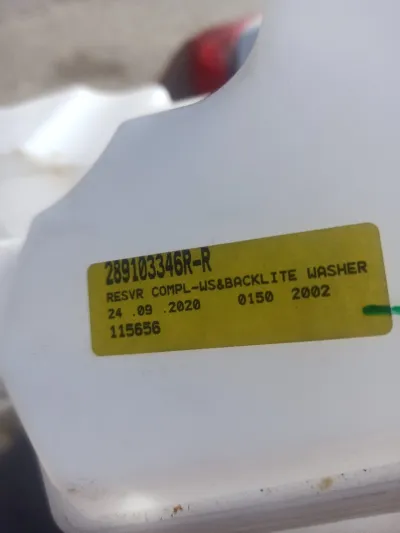 289103346R-R
RESVR COMPL-WS&BACKLITE WASHER
24 .09 .2020 0150 2002
115656